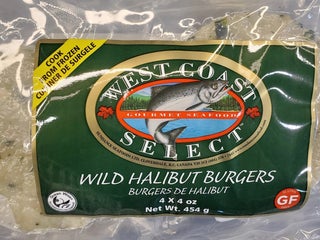 COOK
FROM FROZEN
CUISINER DE SURGELÉ
WEST COAST
GOURMET SEAFOOD
SELECT
WILD HALIBUT BURGERS
BURGERS DE HALIBUT
4 X 4 oz
Net Wt. 454 g
GF